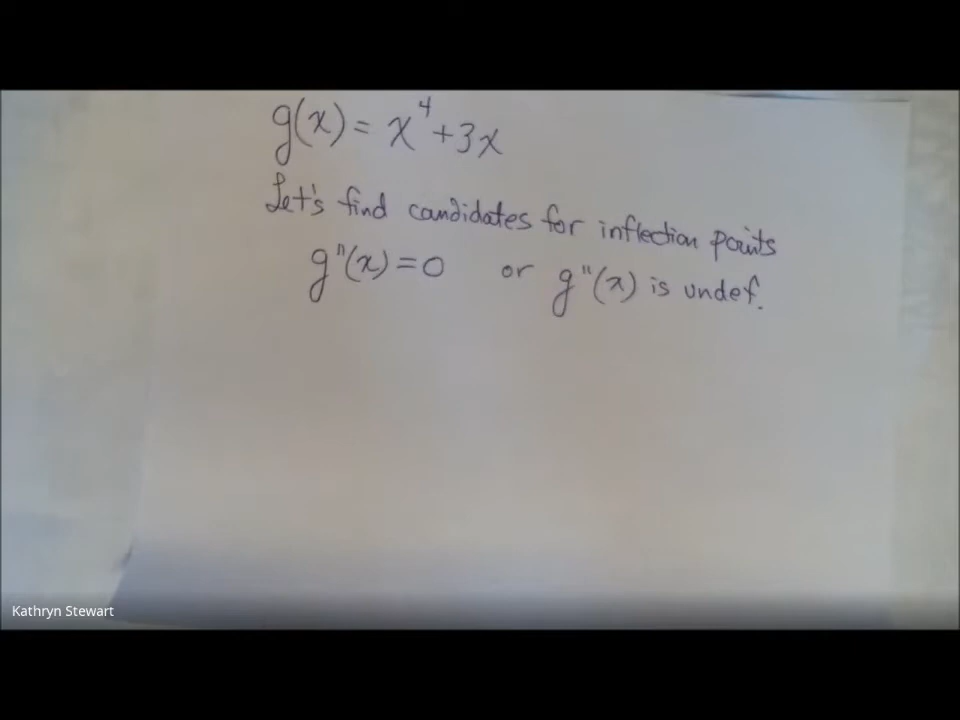 g(x) = x⁴ + 3x
Let's find candidates for inflection points
g"(x) = 0 or g"(x) is undef.
Kathryn Stewart